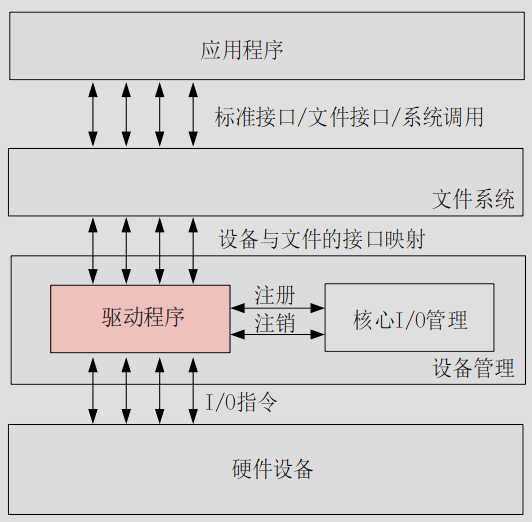 应用程序
标准接口/文件接口/系统调用
文件系统
设备与文件的接口映射
驱动程序
注册
注销
核心I/O管理
设备管理
I/O指令
硬件设备